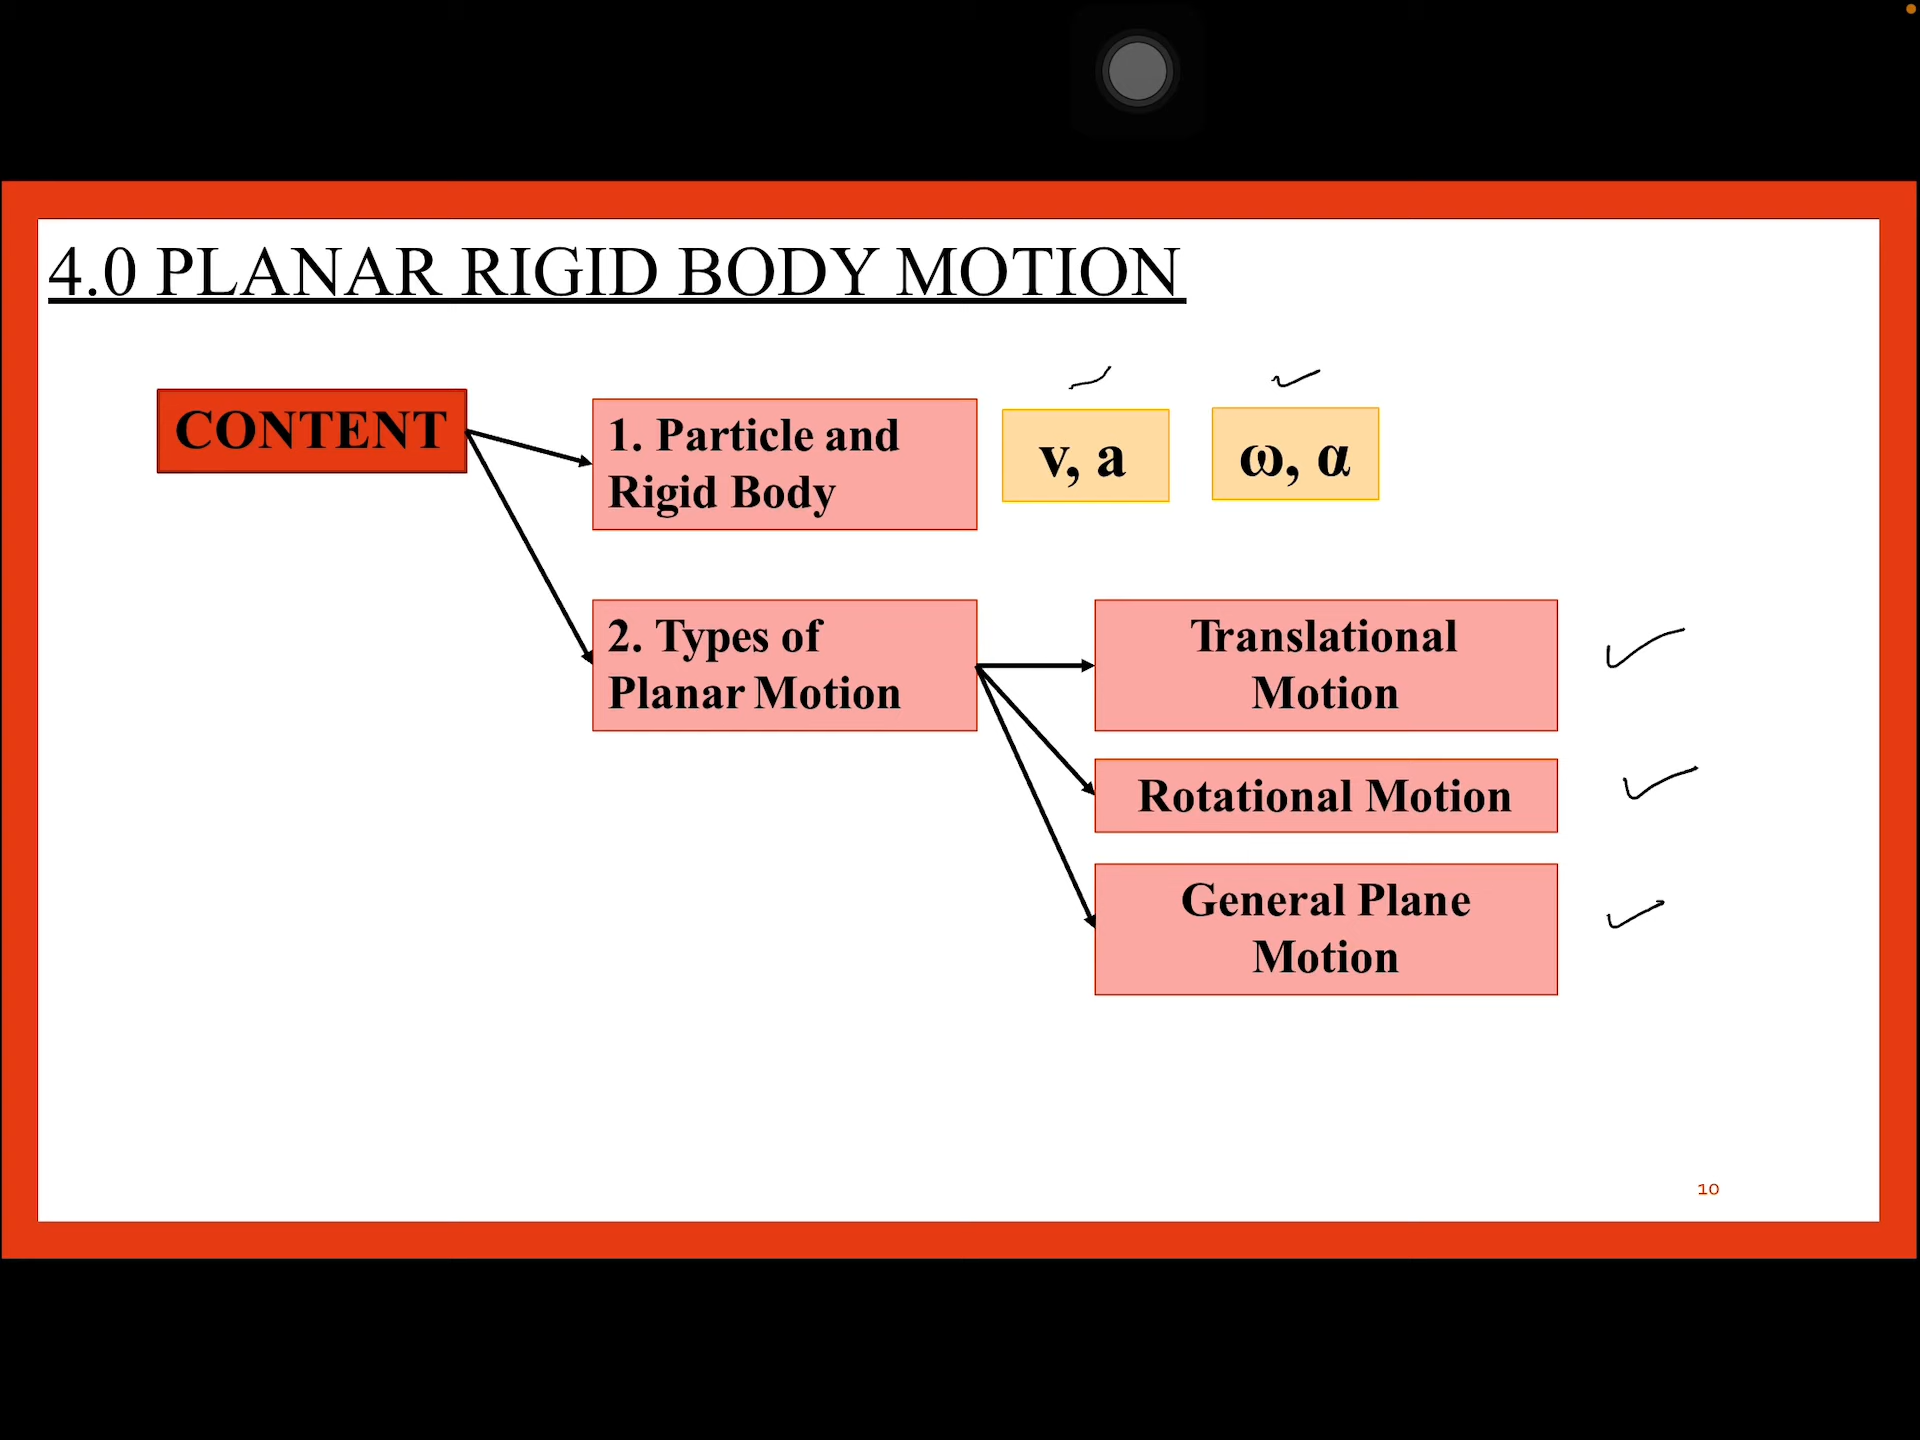 4.0 PLANAR RIGID BODY MOTION
CONTENT
1. Particle and
Rigid Body
v, a
ω, α
2. Types of
Planar Motion
Translational
Motion
Rotational Motion
General Plane
Motion
10